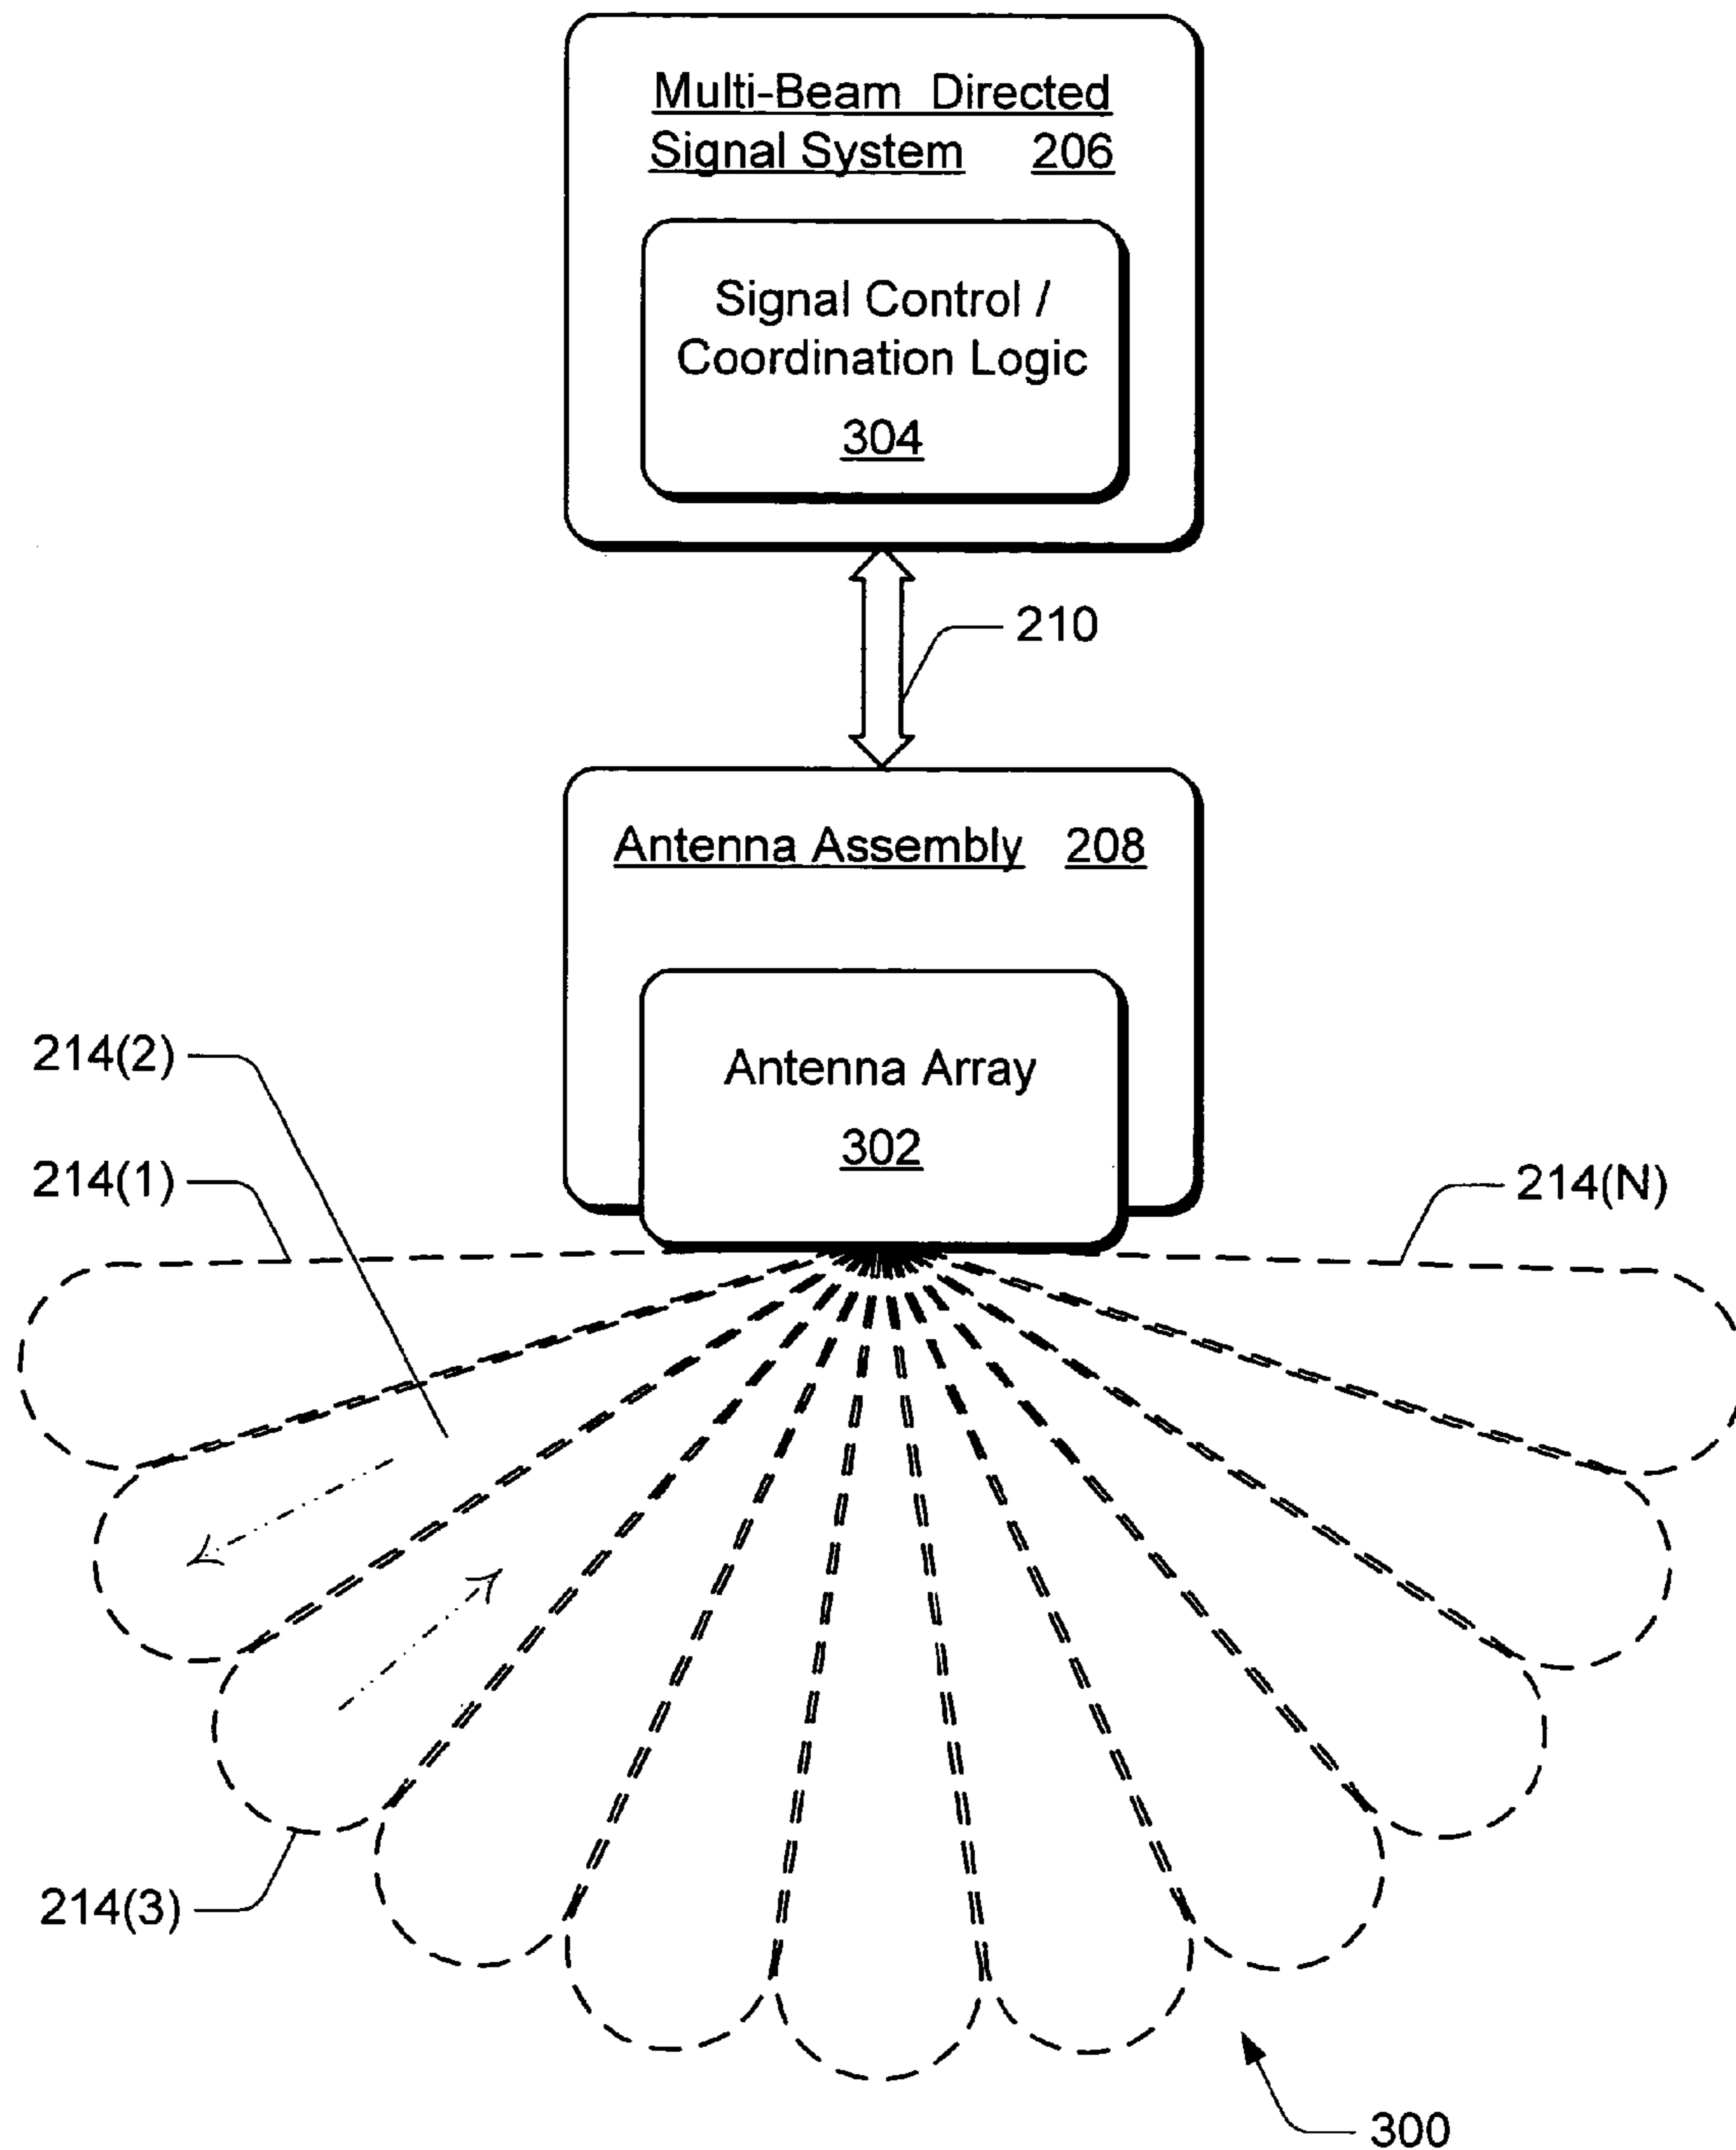 Multi-Beam Directed
Signal System 206
Signal Control /
Coordination Logic
304
210
Antenna Assembly 208
Antenna Array
302
214(2)
214(1)
214(N)
214(3)
300